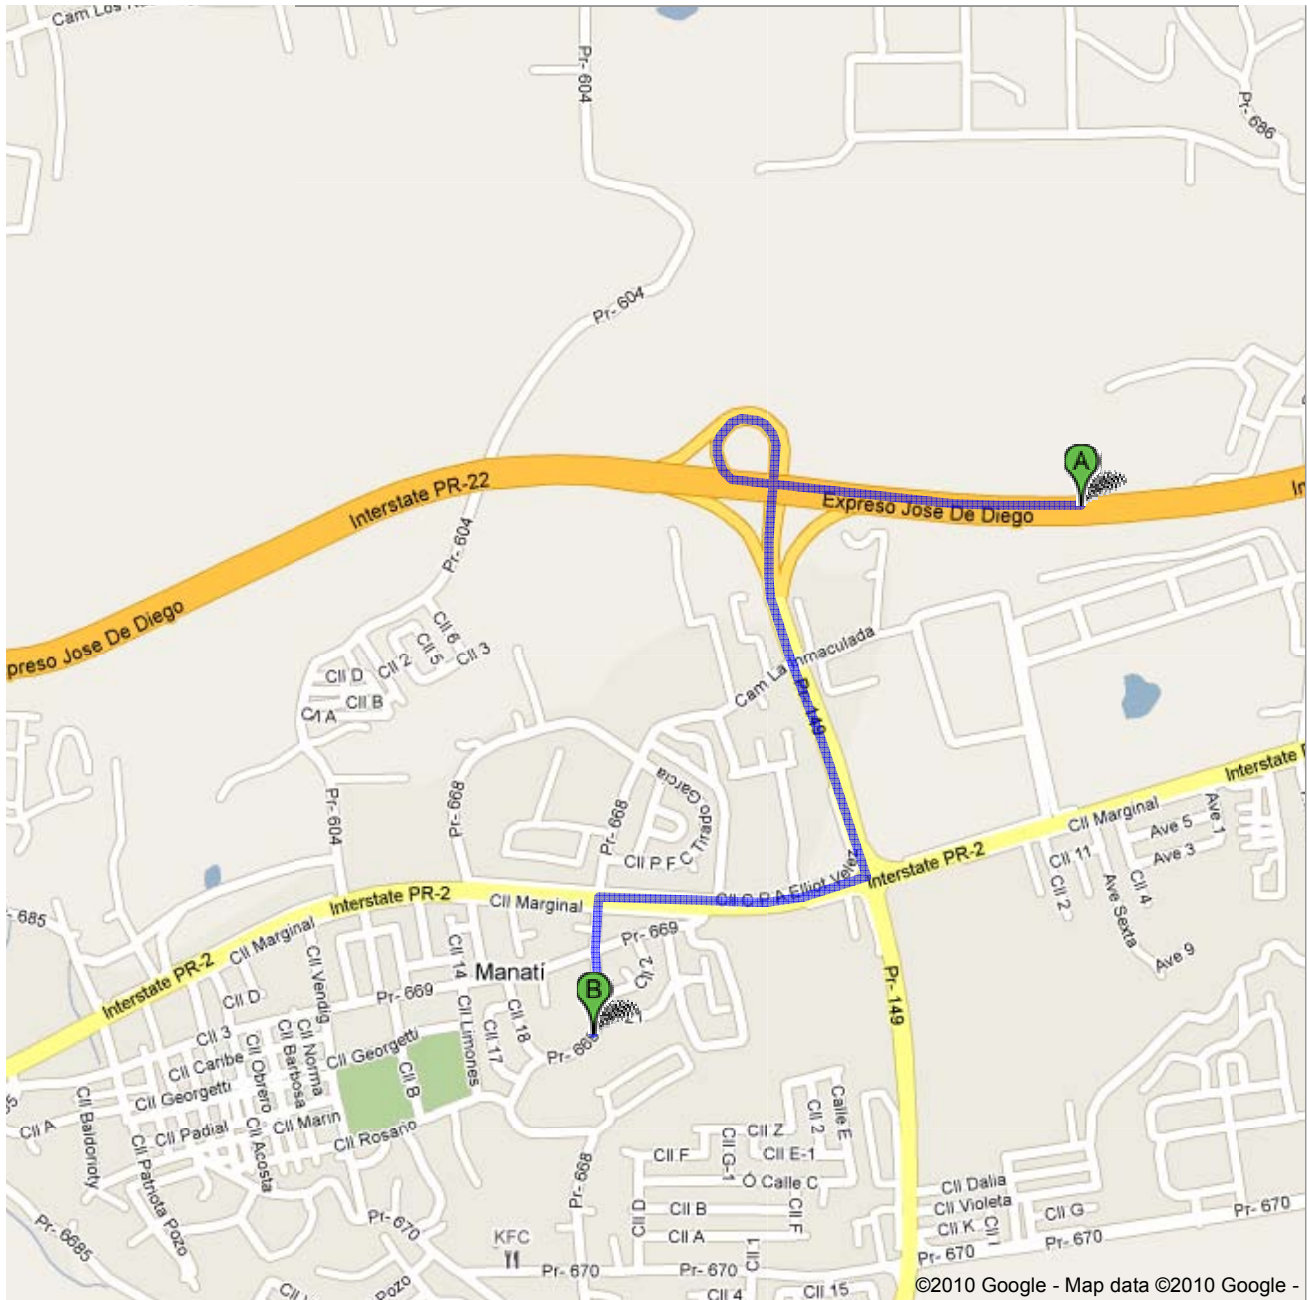 Cam Los
Pr- 604
Pr- 686
Pr- 604
A
Interstate PR-22
Expreso Jose De Diego
In
Pr- 604
preso Jose De Diego
Cll 6
Cll 5
Cll 3
Cll 2
Cll D
Cll B
Cll A
Cam La Inmaculada
Pr- 149
Interstate P
Pr- 668
Pr- 604
C Tirapo Garcia
Pr- 668
Cll P F
Cll Marginal
Ave 1
Ave 5
Ave 3
Cll 11
Cll 4
Cll 2
Ave Sexta
Ave 9
Cll C P A Elliot Velez
Interstate PR-2
Interstate PR-2
Cll Marginal
- 685
Cll Marginal
Interstate PR-2
Cll Vendig
Cll 14
Pr- 669
Manatí
Cll 2
Pr- 669
Cll D
B
Pr- 149
Cll 3
Cll 18
Cll 17
Cll Limones
Pr- 668
Cll Georgetti
Cll Norma
Cll Barbosa
Cll Caribe
Cll Obrero
Cll Georgetti
Cll B
Cll Marin
Cll A
Cll Padial
Cll Rosario
Cll Baldorioty
Cll Patriota Pozo
Cll Acosta
Calle E
Cll 2
Cll Z
Cll G-1
Cll F
Cll E-1
Ó Calle C
Pr- 668
Cll D
Cll B
Cll F
Cll A
Cll 1
Cll Dalia
Cll Violeta
Cll K
Cll I
Cll G
Pr- 670
Pr- 670
Pr- 670
Pr- 6685
Pr- 670
KFC
Pozo
Pr- 670
Pr- 670
Cll 4
Cll 15
©2010 Google - Map data ©2010 Google -